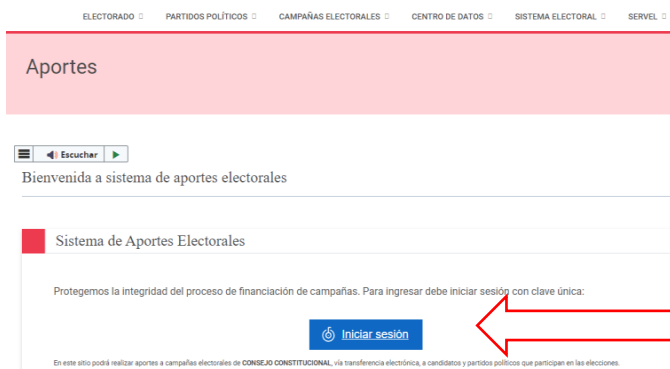 ELECTORADO PARTIDOS POLÍTICOS CAMPAÑAS ELECTORALES CENTRO DE DATOS SISTEMA ELECTORAL SERVEL
Aportes
Escuchar
Bienvenida a sistema de aportes electorales
Sistema de Aportes Electorales
Protegemos la integridad del proceso de financiación de campañas. Para ingresar debe iniciar sesión con clave única:
Iniciar sesión
En este sitio podrá realizar aportes a campañas electorales de CONSEJO CONSTITUCIONAL, vía transferencia electrónica, a candidatos y partidos políticos que participan en las elecciones.